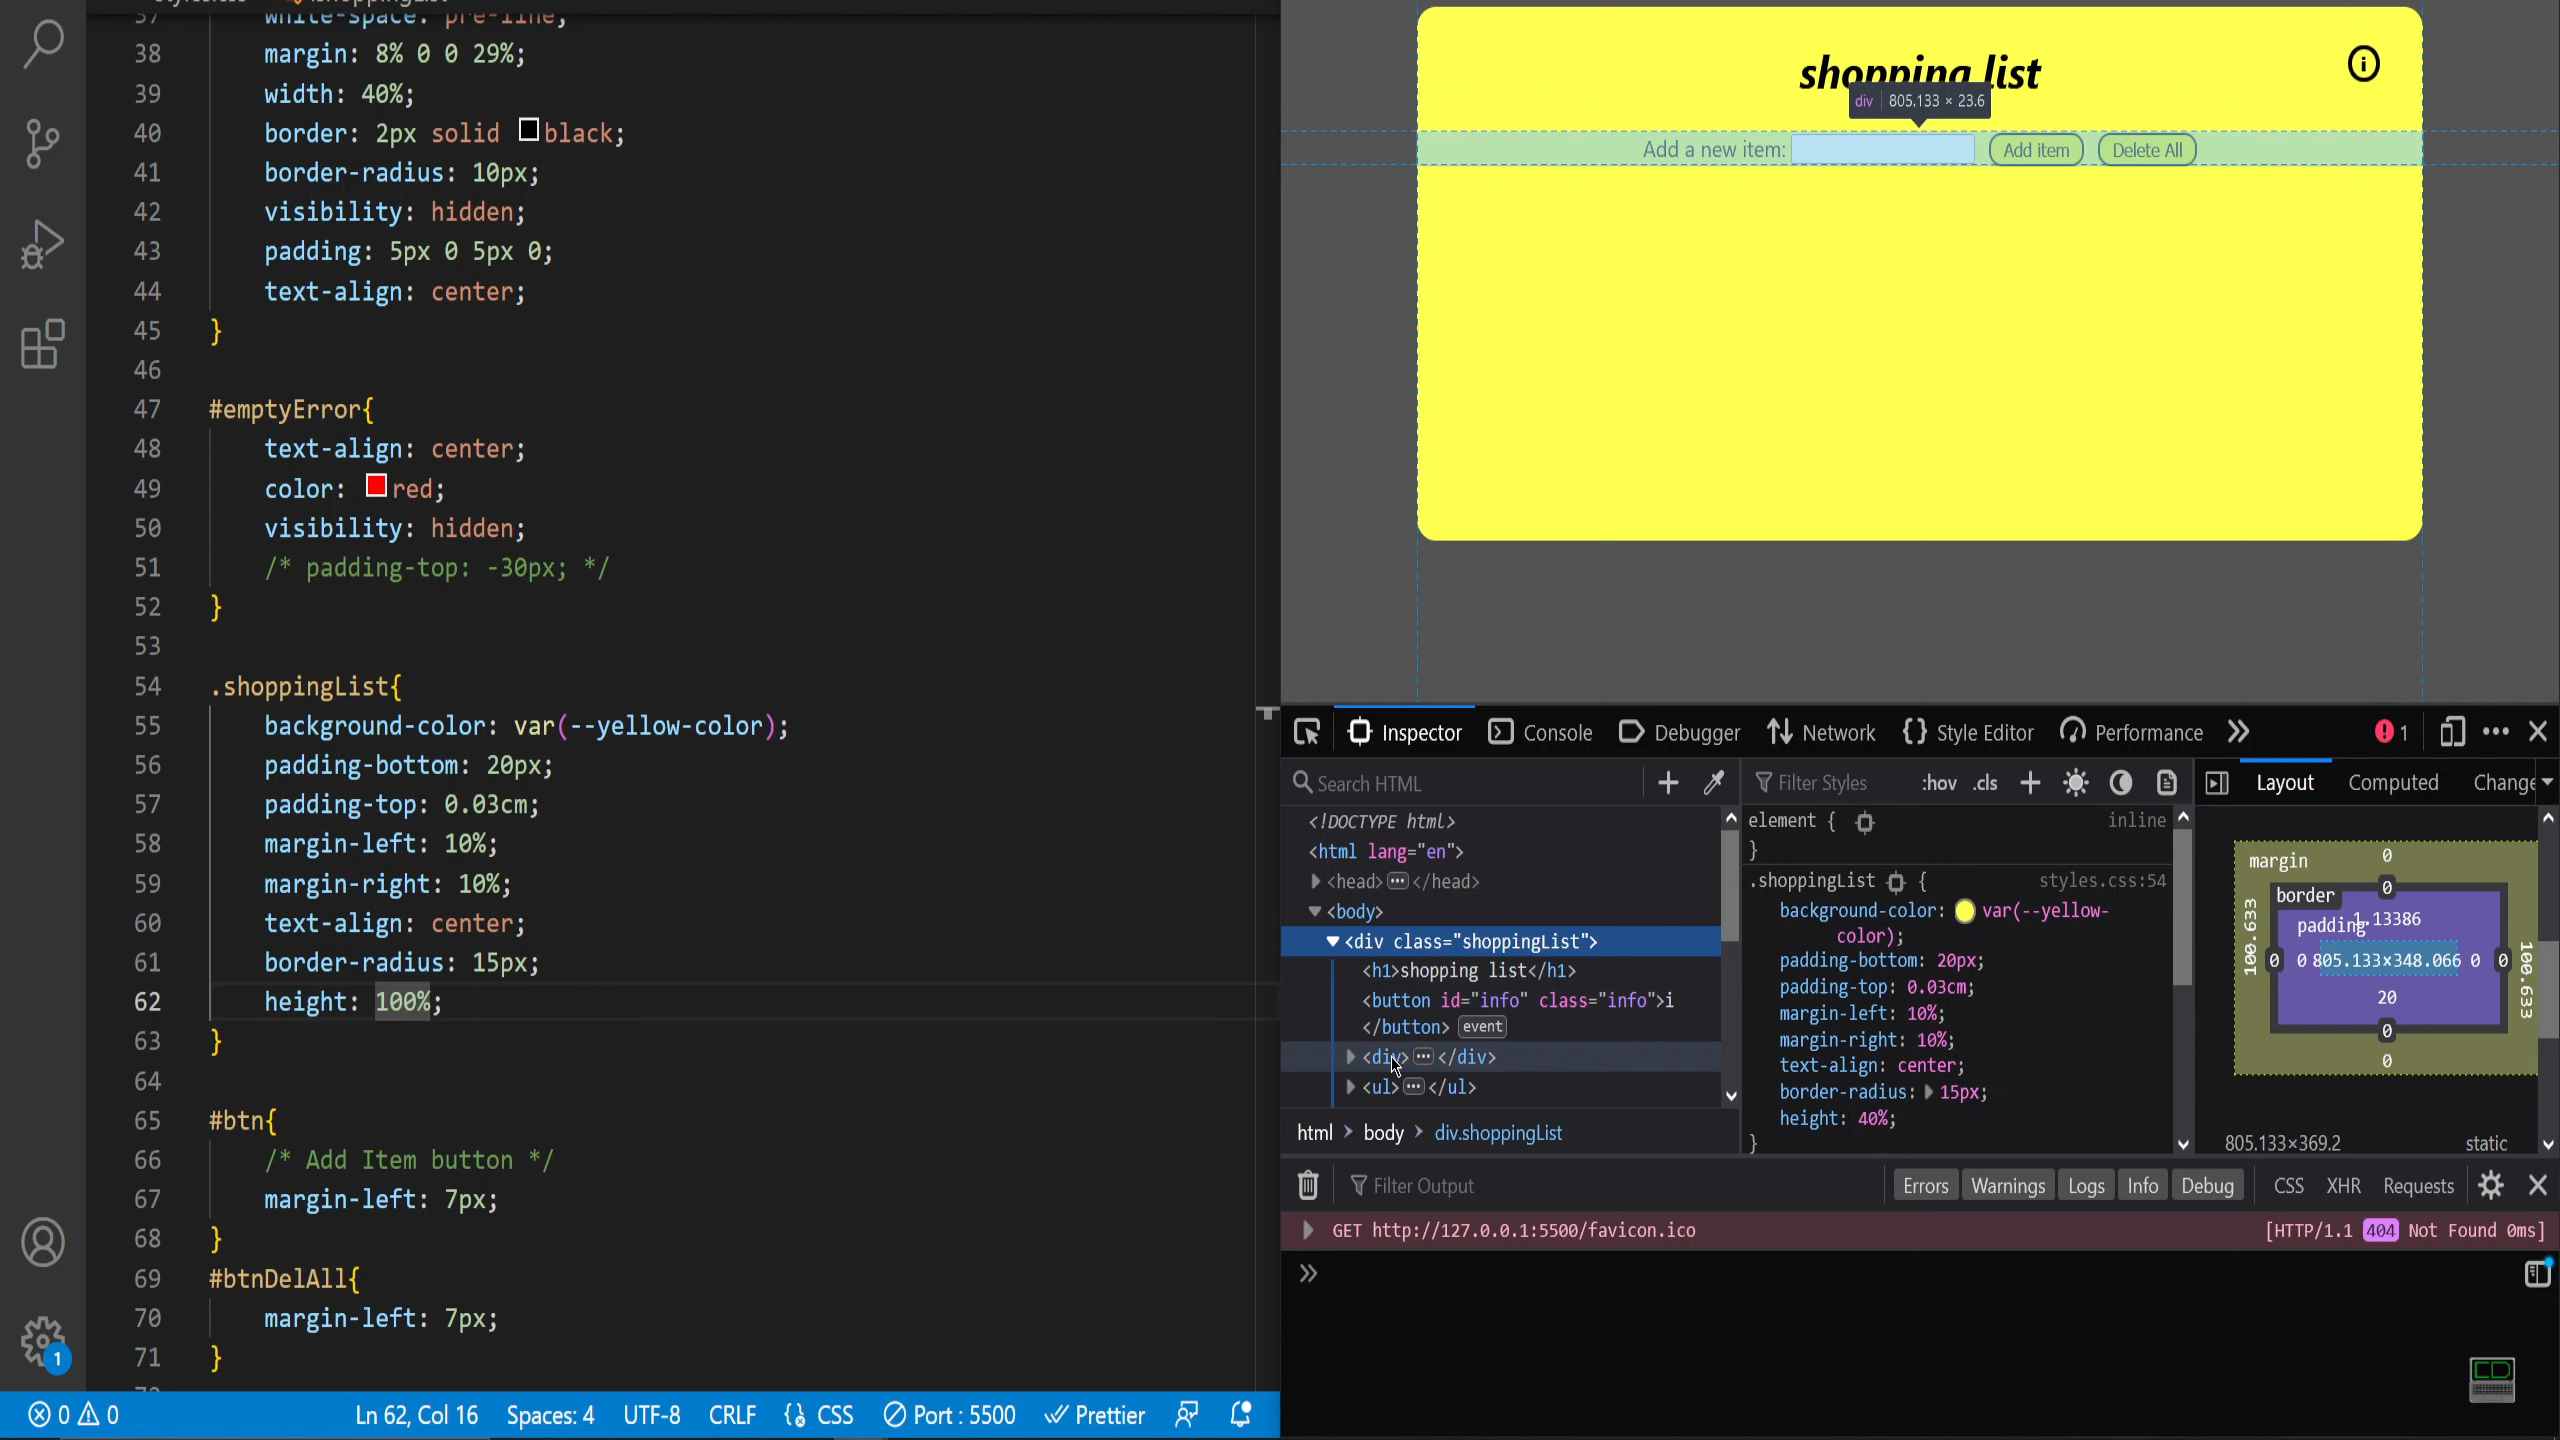 styles.css
shoppingList
37 white-space: pre-line;
38 margin: 8% 0 0 29%;
39 width: 40%;
40 border: 2px solid black;
41 border-radius: 10px;
42 visibility: hidden;
43 padding: 5px 0 5px 0;
44 text-align: center;
45 }
46
47 #emptyError{
48 text-align: center;
49 color: red;
50 visibility: hidden;
51 /* padding-top: -30px; */
52 }
53
54 .shoppingList{
55 background-color: var(--yellow-color);
56 padding-bottom: 20px;
57 padding-top: 0.03cm;
58 margin-left: 10%;
59 margin-right: 10%;
60 text-align: center;
61 border-radius: 15px;
62 height: 100%;
63 }
64
65 #btn{
66 /* Add Item button */
67 margin-left: 7px;
68 }
69 #btnDelAll{
70 margin-left: 7px;
71 }
1
0 0 Ln 62, Col 16 Spaces: 4 UTF-8 CRLF CSS Port : 5500 Prettier
shopping list
i
div 805.133 × 23.6
Add a new item: Add item Delete All
Inspector Console Debugger Network Style Editor Performance 1
Search HTML
<!DOCTYPE html>
<html lang="en">
<head> </head>
<body>
<div class="shoppingList">
<h1>shopping list</h1>
<button id="info" class="info">i
</button> event
<div> </div>
<ul> </ul>
html body div.shoppingList
Filter Styles :hov .cls
element { inline
}
.shoppingList { styles.css:54
background-color: var(--yellow-
color);
padding-bottom: 20px;
padding-top: 0.03cm;
margin-left: 10%;
margin-right: 10%;
text-align: center;
border-radius: 15px;
height: 40%;
}
Layout Computed Change
margin 0
border 0
padding 1.13386
100.633 0 0 805.133×348.066 0 0 100.633
20
0
0
805.133×369.2 static
Filter Output Errors Warnings Logs Info Debug CSS XHR Requests
GET http://127.0.0.1:5500/favicon.ico [HTTP/1.1 404 Not Found 0ms]
CD